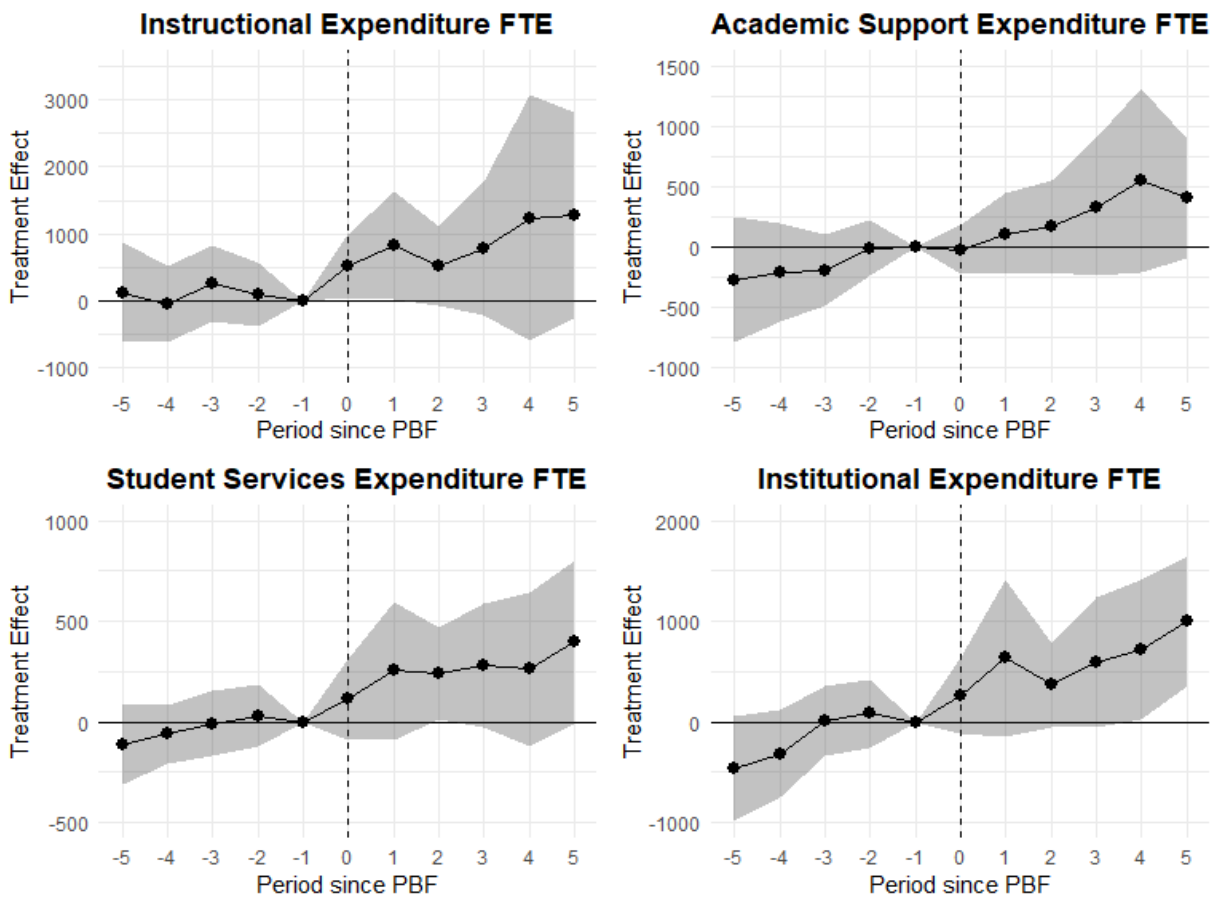 Instructional Expenditure FTE
Treatment Effect
3000
2000
1000
0
-1000
-5 -4 -3 -2 -1 0 1 2 3 4 5
Period since PBF
Academic Support Expenditure FTE
Treatment Effect
1500
1000
500
0
-500
-1000
-5 -4 -3 -2 -1 0 1 2 3 4 5
Period since PBF
Student Services Expenditure FTE
Treatment Effect
1000
500
0
-500
-5 -4 -3 -2 -1 0 1 2 3 4 5
Period since PBF
Institutional Expenditure FTE
Treatment Effect
2000
1000
0
-1000
-5 -4 -3 -2 -1 0 1 2 3 4 5
Period since PBF